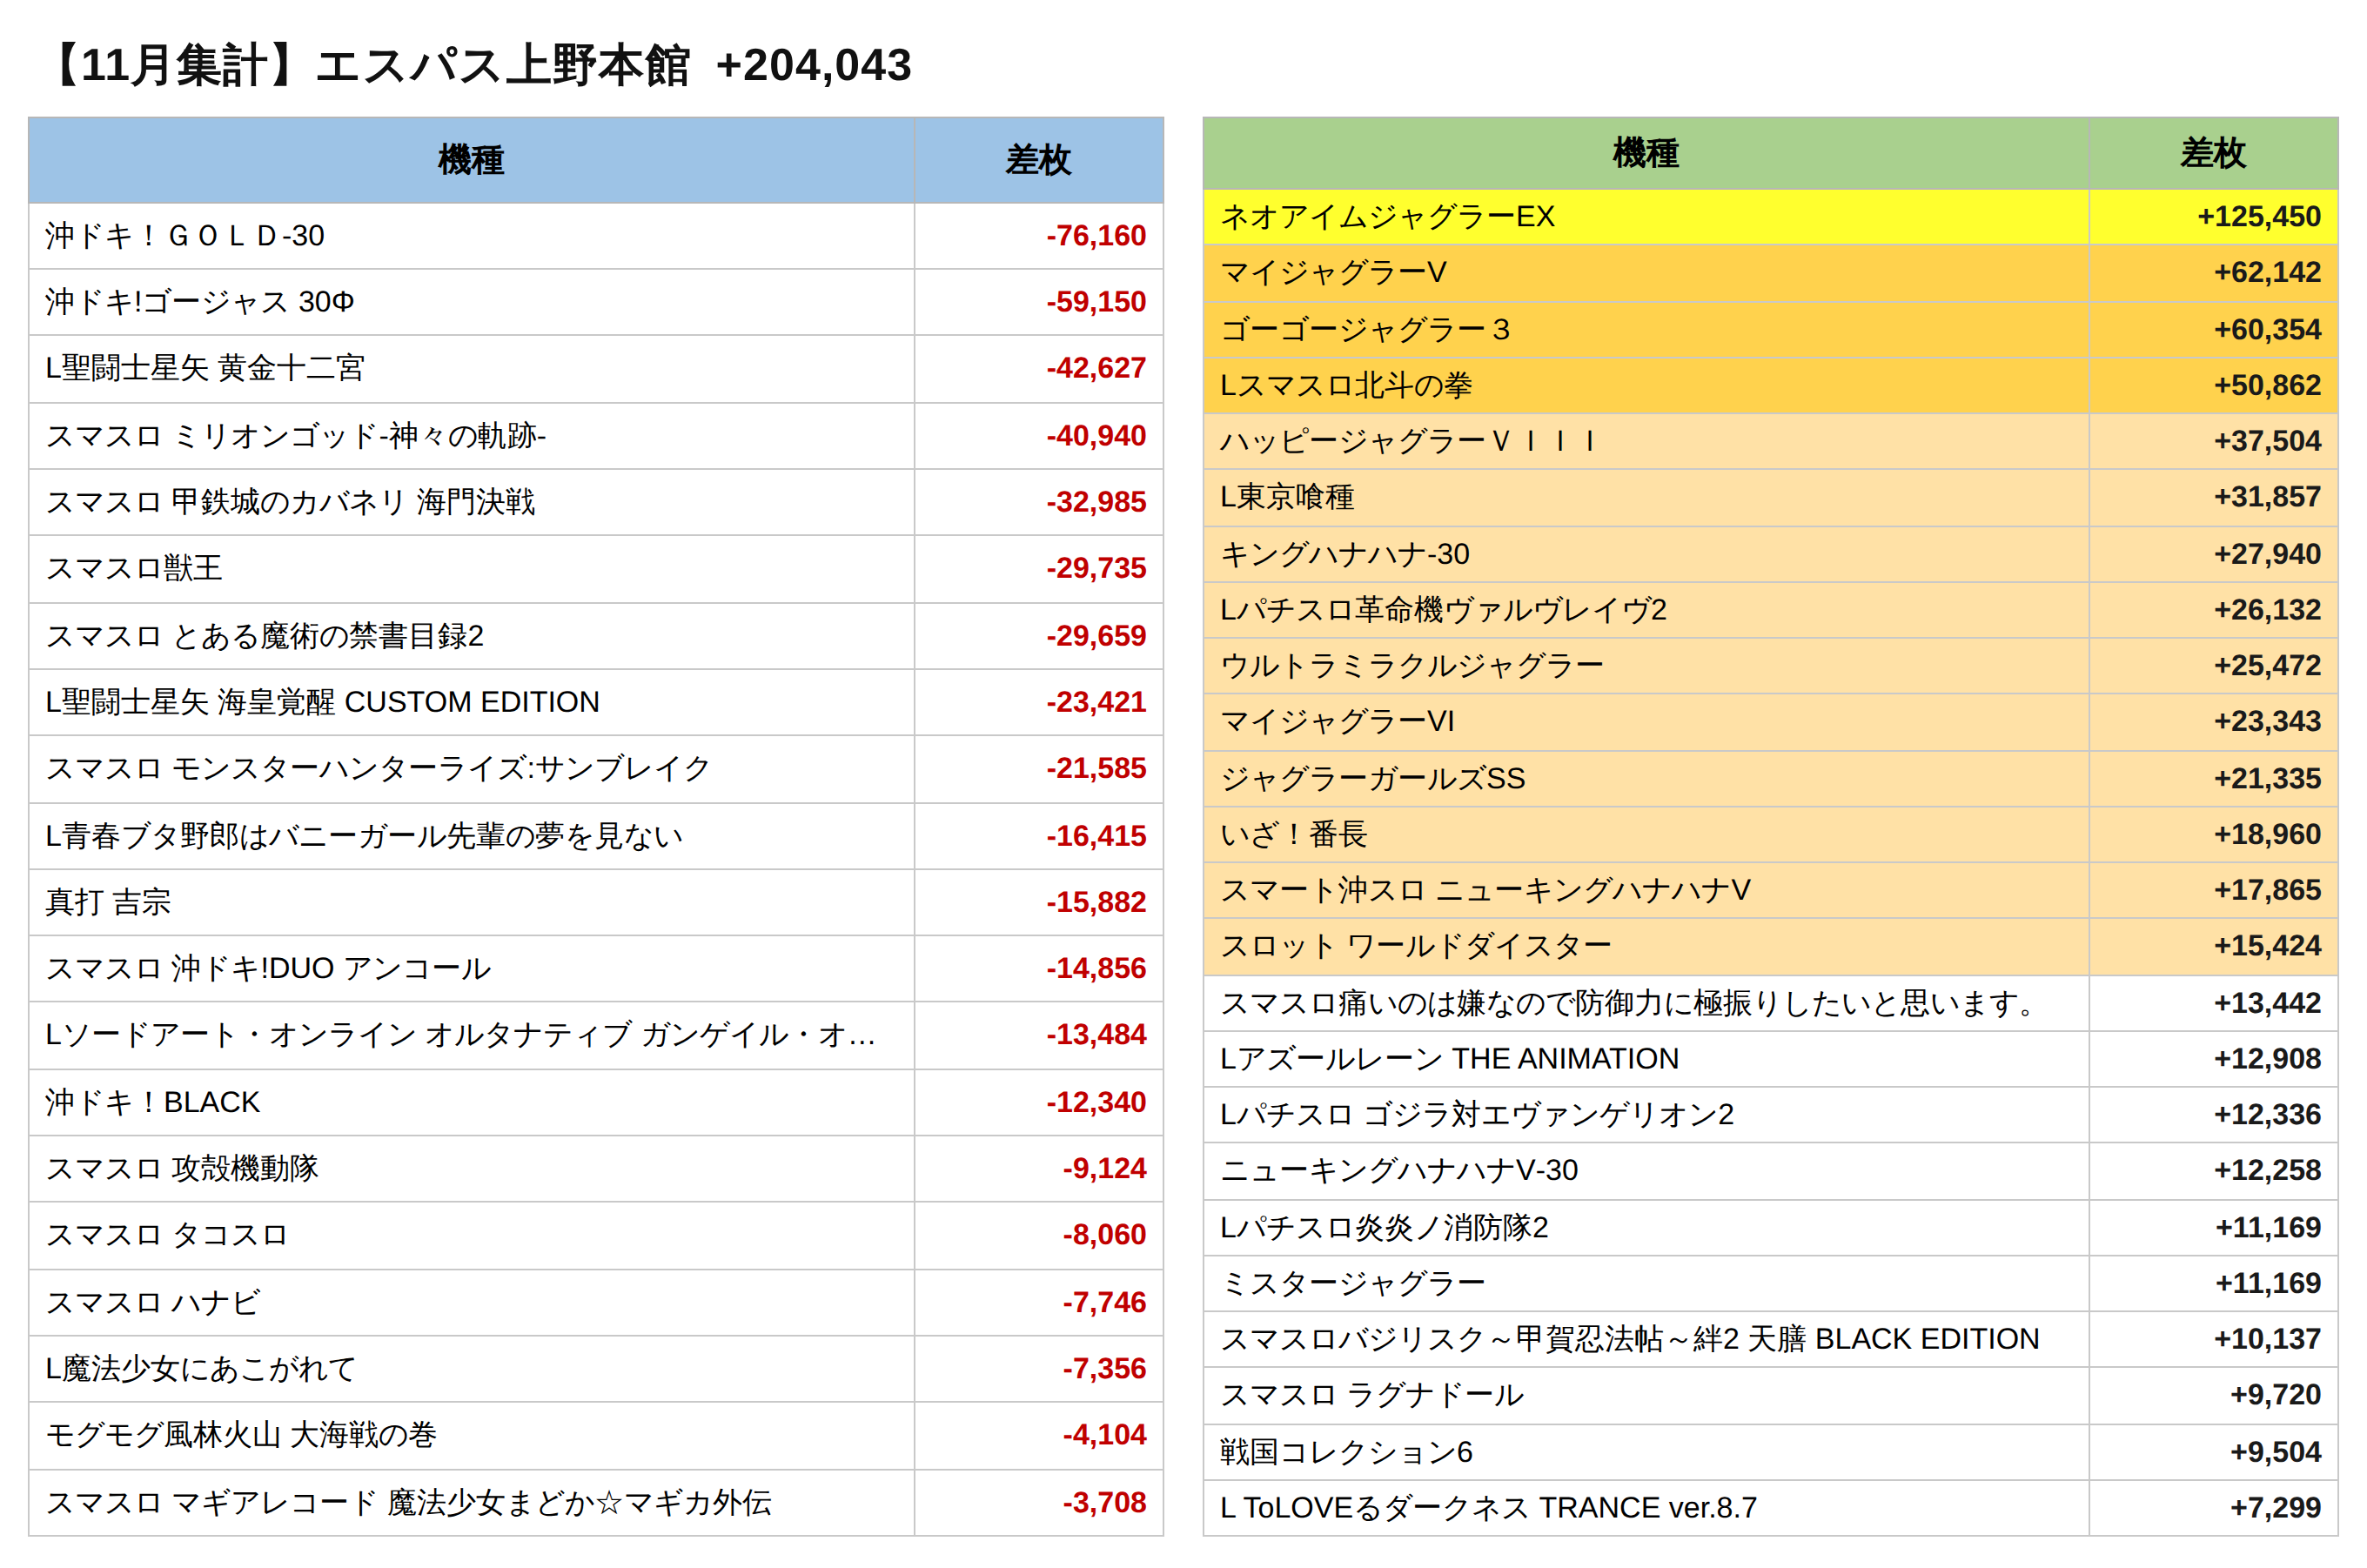 【11月集計】エスパス上野本館 +204,043
機種 差枚
沖ドキ！ＧＯＬＤ-30 -76,160
沖ドキ!ゴージャス 30Φ -59,150
L聖闘士星矢 黄金十二宮 -42,627
スマスロ ミリオンゴッド-神々の軌跡- -40,940
スマスロ 甲鉄城のカバネリ 海門決戦 -32,985
スマスロ獣王 -29,735
スマスロ とある魔術の禁書目録2 -29,659
L聖闘士星矢 海皇覚醒 CUSTOM EDITION -23,421
スマスロ モンスターハンターライズ:サンブレイク -21,585
L青春ブタ野郎はバニーガール先輩の夢を見ない -16,415
真打 吉宗 -15,882
スマスロ 沖ドキ!DUO アンコール -14,856
Lソードアート・オンライン オルタナティブ ガンゲイル・オ… -13,484
沖ドキ！BLACK -12,340
スマスロ 攻殻機動隊 -9,124
スマスロ タコスロ -8,060
スマスロ ハナビ -7,746
L魔法少女にあこがれて -7,356
モグモグ風林火山 大海戦の巻 -4,104
スマスロ マギアレコード 魔法少女まどか☆マギカ外伝 -3,708
機種 差枚
ネオアイムジャグラーEX +125,450
マイジャグラーV +62,142
ゴーゴージャグラー３ +60,354
Lスマスロ北斗の拳 +50,862
ハッピージャグラーＶＩＩＩ +37,504
L東京喰種 +31,857
キングハナハナ-30 +27,940
Lパチスロ革命機ヴァルヴレイヴ2 +26,132
ウルトラミラクルジャグラー +25,472
マイジャグラーVI +23,343
ジャグラーガールズSS +21,335
いざ！番長 +18,960
スマート沖スロ ニューキングハナハナV +17,865
スロット ワールドダイスター +15,424
スマスロ痛いのは嫌なので防御力に極振りしたいと思います。 +13,442
Lアズールレーン THE ANIMATION +12,908
Lパチスロ ゴジラ対エヴァンゲリオン2 +12,336
ニューキングハナハナV-30 +12,258
Lパチスロ炎炎ノ消防隊2 +11,169
ミスタージャグラー +11,169
スマスロバジリスク～甲賀忍法帖～絆2 天膳 BLACK EDITION +10,137
スマスロ ラグナドール +9,720
戦国コレクション6 +9,504
L ToLOVEるダークネス TRANCE ver.8.7 +7,299